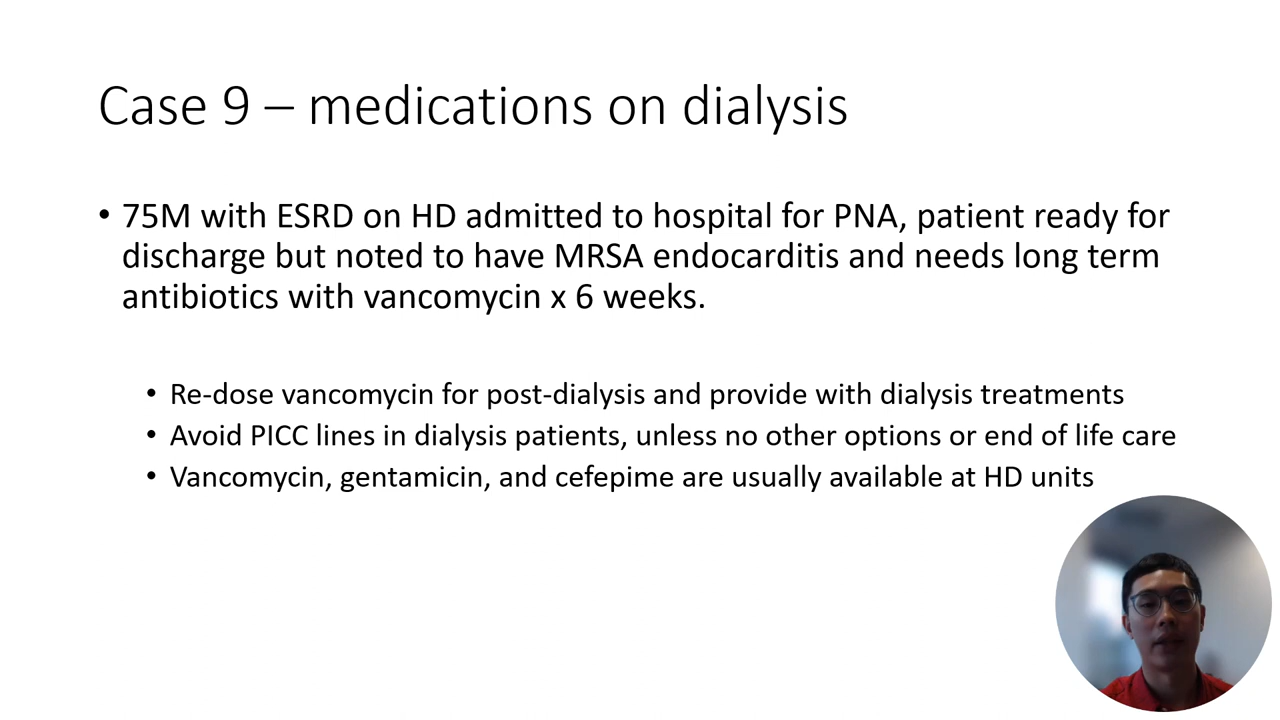 Case 9 – medications on dialysis
• 75M with ESRD on HD admitted to hospital for PNA, patient ready for
discharge but noted to have MRSA endocarditis and needs long term
antibiotics with vancomycin x 6 weeks.
• Re-dose vancomycin for post-dialysis and provide with dialysis treatments
• Avoid PICC lines in dialysis patients, unless no other options or end of life care
• Vancomycin, gentamicin, and cefepime are usually available at HD units